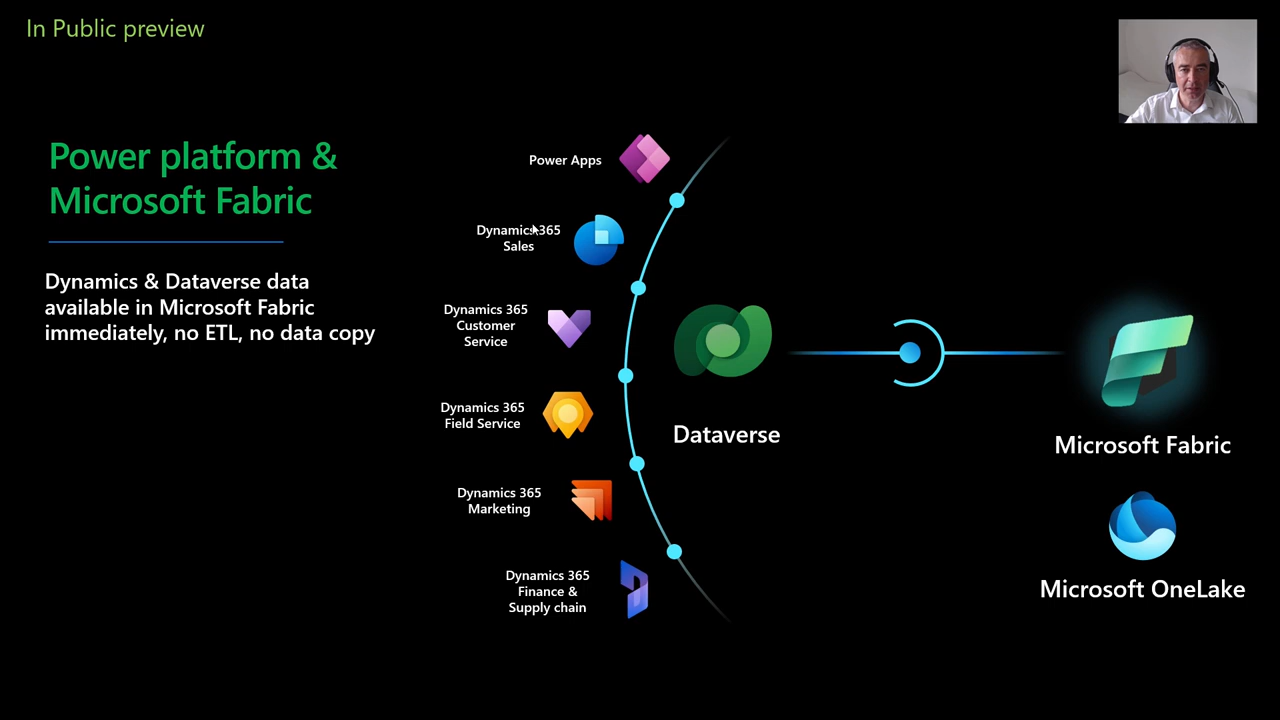 In Public preview
Power platform &
Microsoft Fabric
Dynamics & Dataverse data
available in Microsoft Fabric
immediately, no ETL, no data copy
Power Apps
Dynamics 365
Sales
Dynamics 365
Customer
Service
Dynamics 365
Field Service
Dynamics 365
Marketing
Dynamics 365
Finance &
Supply chain
Dataverse
Microsoft Fabric
Microsoft OneLake